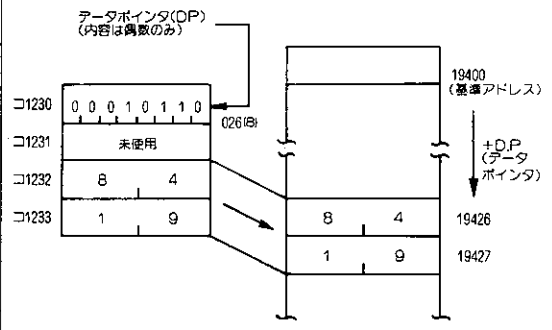 データポインタ(DP)
(内容は偶数のみ)
コ1230 0 0 0 1 0 1 1 0
026(8)
コ1231 未使用
コ1232 8 4
コ1233 1 9
19400
(基準アドレス)
+D.P
(データ
ポインタ)
8 4 19426
1 9 19427